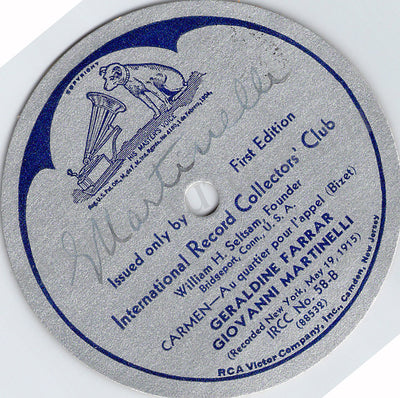 COPYRIGHT
HIS MASTER'S VOICE
Martinelli
First Edition
Issued only by
International Record Collectors' Club
William H. Seltsam, Founder
Bridgeport, Conn., U. S. A.
CARMEN—Au quartier pour l'appel (Bizet)
GERALDINE FARRAR
GIOVANNI MARTINELLI
(Recorded New York, May 19, 1915)
IRCC No. 58-B
(88532)
RCA Victor Company, Inc., Camden, New Jersey